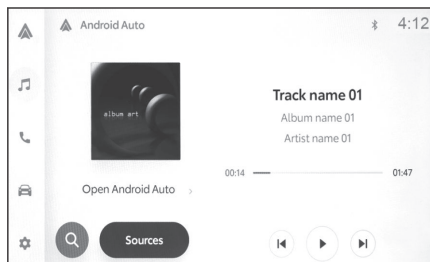 Android Auto
4:12
album art
Track name 01
Album name 01
Artist name 01
00:14
01:47
Open Android Auto
Sources